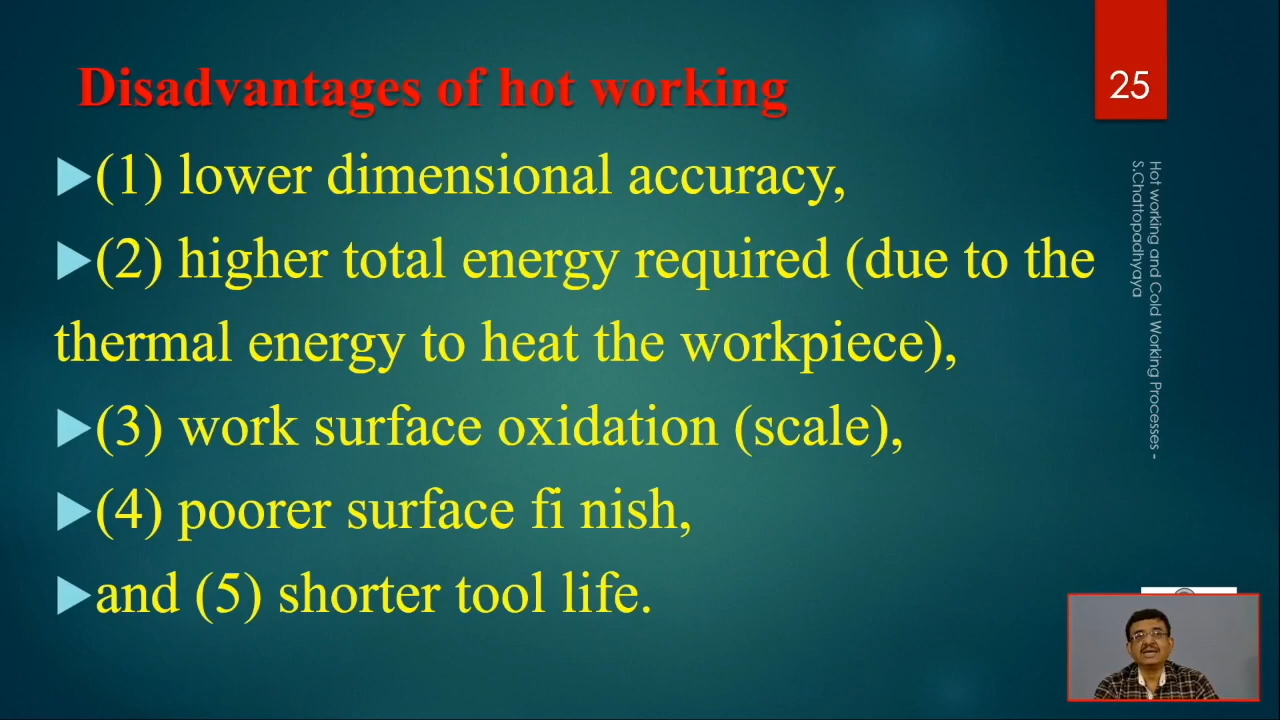 Disadvantages of hot working
25
(1) lower dimensional accuracy,
(2) higher total energy required (due to the
thermal energy to heat the workpiece),
(3) work surface oxidation (scale),
(4) poorer surface fi nish,
and (5) shorter tool life.
Hot working and Cold Working Processes -
S.Chattopadhyaya